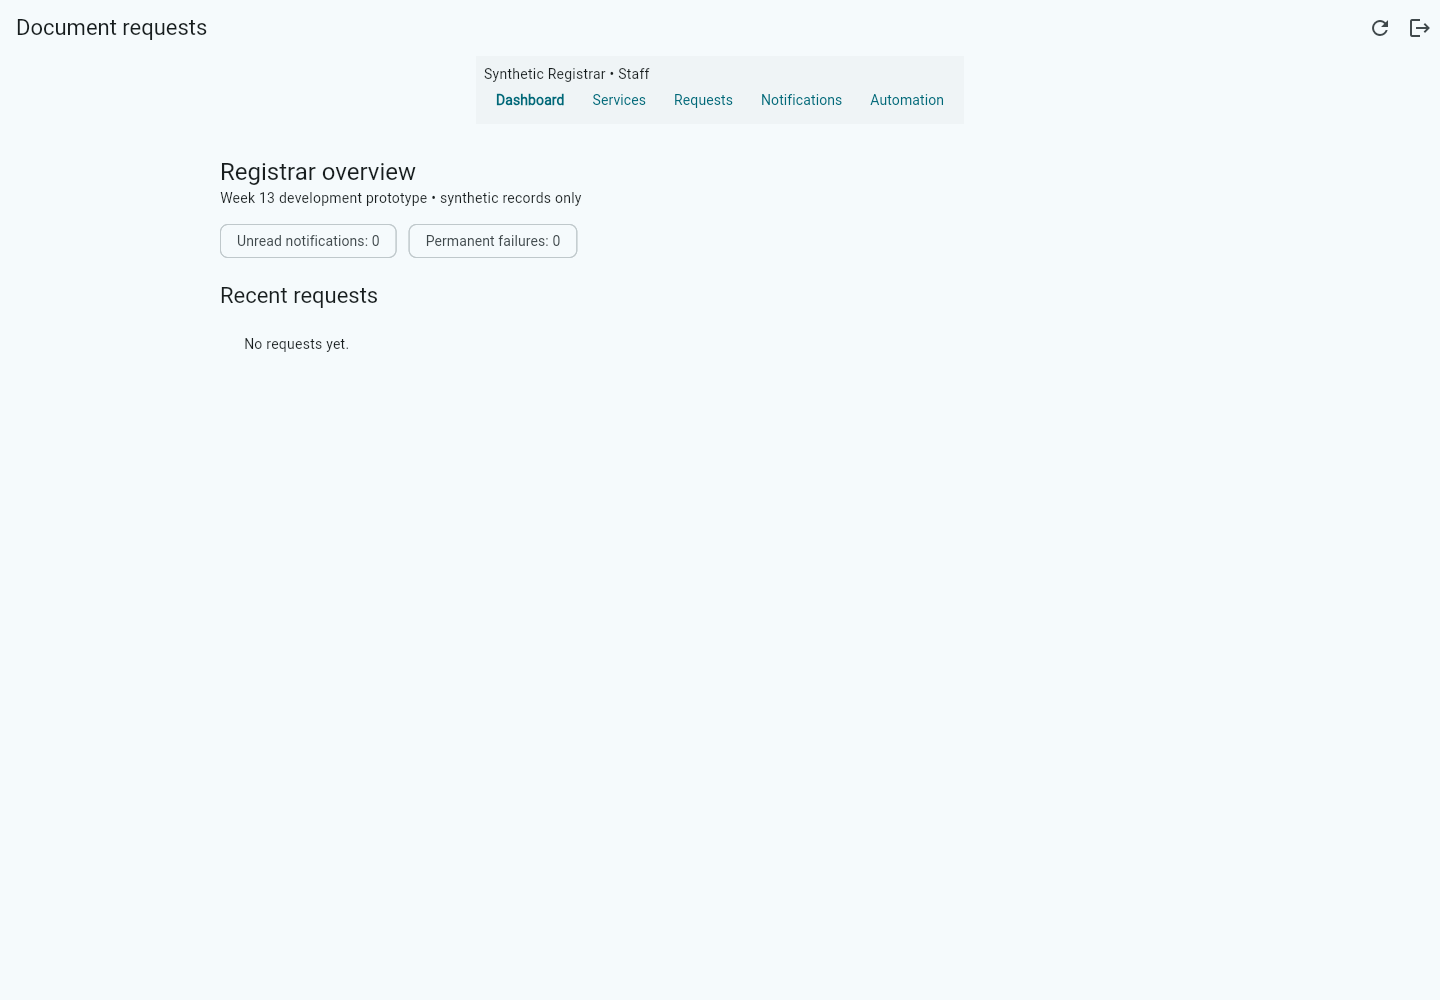 Document requests
Synthetic Registrar • Staff
Dashboard Services Requests Notifications Automation
Registrar overview
Week 13 development prototype • synthetic records only
Unread notifications: 0 Permanent failures: 0
Recent requests
No requests yet.